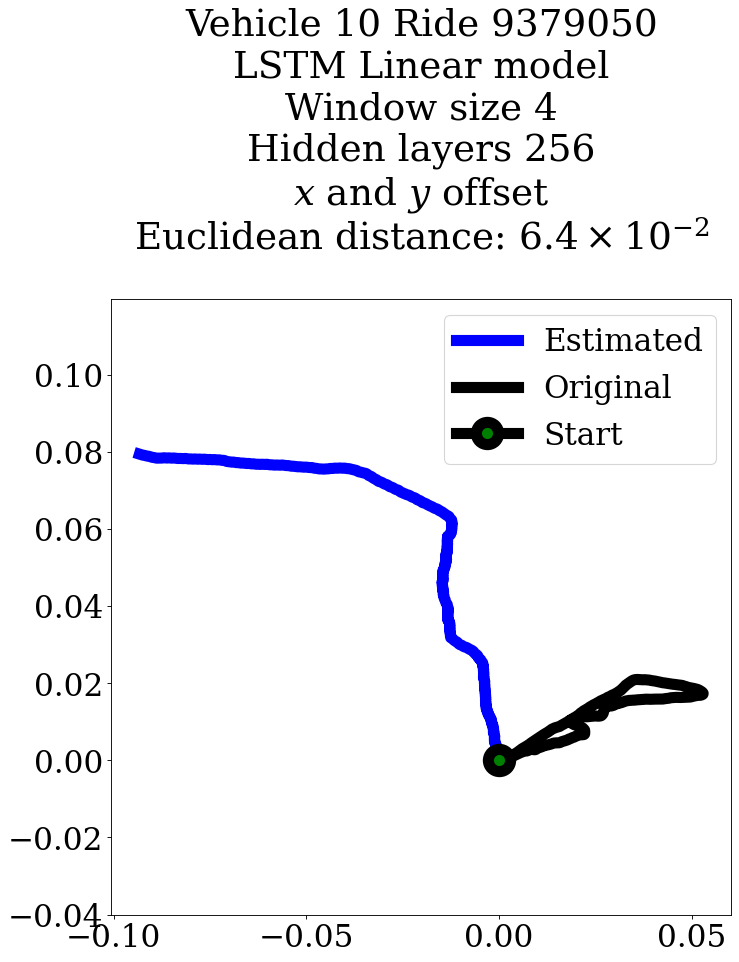 Vehicle 10 Ride 9379050
LSTM Linear model
Window size 4
Hidden layers 256
x and y offset
Euclidean distance: 6.4 × 10⁻²
Estimated
Original
Start
0.10
0.08
0.06
0.04
0.02
0.00
−0.02
−0.04
−0.10 −0.05 0.00 0.05